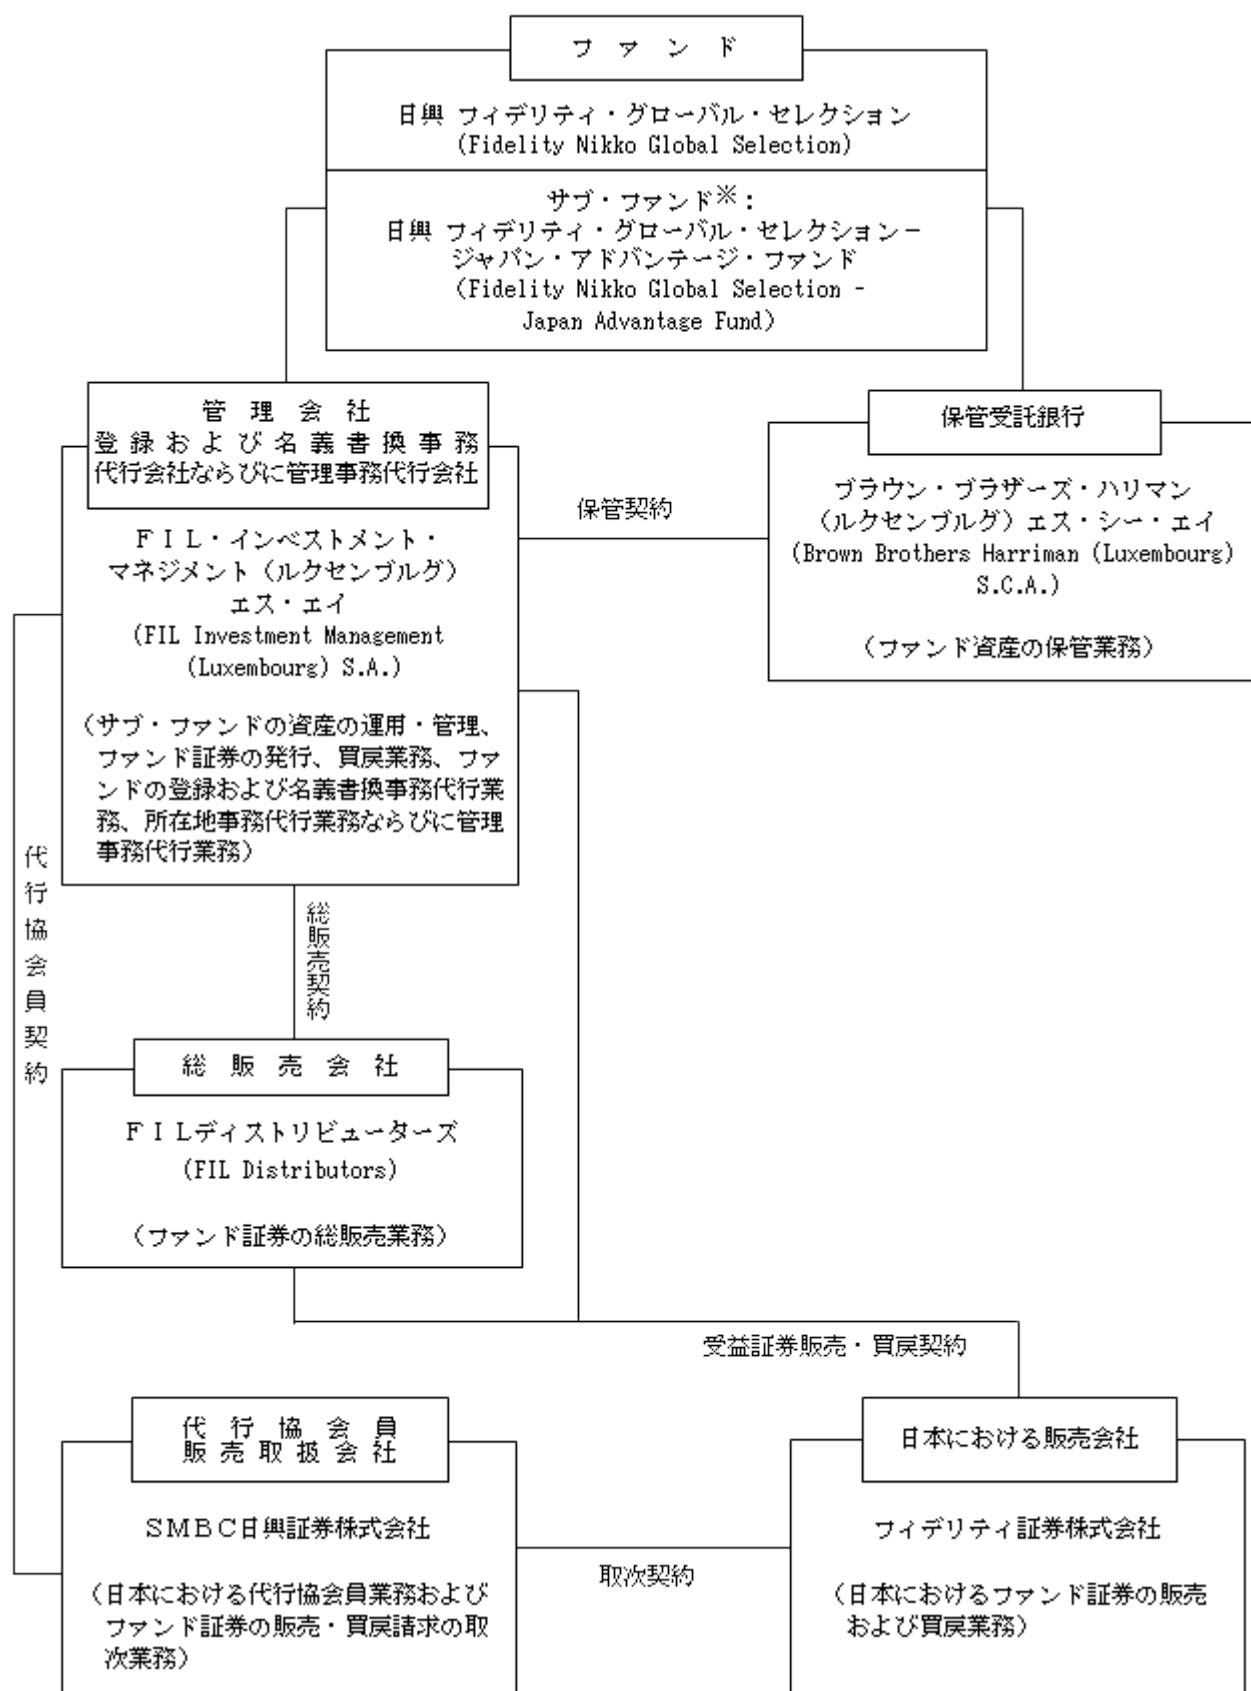 フ ァ ン ド
日興 フィデリティ・グローバル・セレクション
(Fidelity Nikko Global Selection)
サブ・ファンド※：
日興 フィデリティ・グローバル・セレクション－
ジャパン・アドバンテージ・ファンド
(Fidelity Nikko Global Selection -
Japan Advantage Fund)
管 理 会 社
登 録 お よ び 名 義 書 換 事 務
代行会社ならびに管理事務代行会社
ＦＩＬ・インベストメント・
マネジメント（ルクセンブルグ）
エス・エイ
(FIL Investment Management
(Luxembourg) S.A.)
（サブ・ファンドの資産の運用・管理、
ファンド証券の発行、買戻業務、ファ
ンドの登録および名義書換事務代行業
務、所在地事務代行業務ならびに管理
事務代行業務）
保管契約
保管受託銀行
ブラウン・ブラザーズ・ハリマン
（ルクセンブルグ）エス・シー・エイ
(Brown Brothers Harriman (Luxembourg)
S.C.A.)
（ファンド資産の保管業務）
代行協会員契約
総販売契約
総 販 売 会 社
ＦＩＬディストリビューターズ
(FIL Distributors)
（ファンド証券の総販売業務）
受益証券販売・買戻契約
代 行 協 会 員
販 売 取 扱 会 社
ＳＭＢＣ日興証券株式会社
（日本における代行協会員業務および
ファンド証券の販売・買戻請求の取
次業務）
取次契約
日本における販売会社
フィデリティ証券株式会社
（日本におけるファンド証券の販売
および買戻業務）